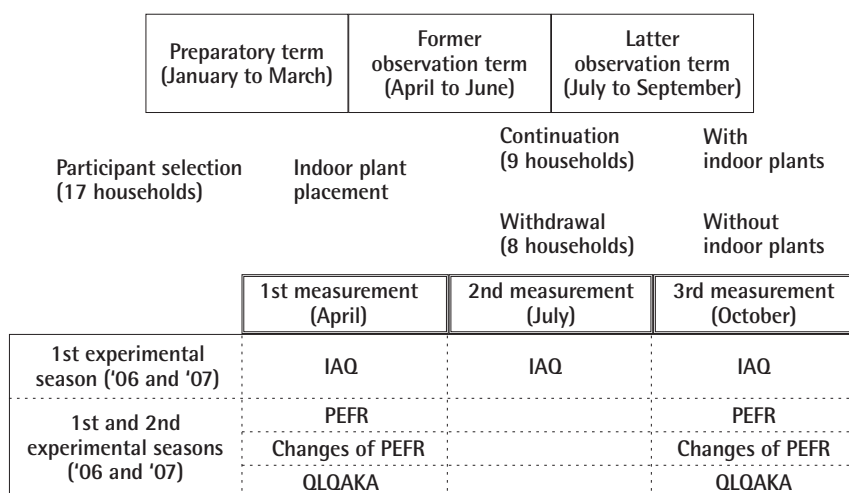 Preparatory term
(January to March)
Former
observation term
(April to June)
Latter
observation term
(July to September)
Participant selection
(17 households)
Indoor plant
placement
Continuation
(9 households)
With
indoor plants
Withdrawal
(8 households)
Without
indoor plants
1st measurement
(April)
2nd measurement
(July)
3rd measurement
(October)
1st experimental
season (‘06 and ‘07)
IAQ
IAQ
IAQ
1st and 2nd
experimental seasons
(‘06 and ‘07)
PEFR
PEFR
Changes of PEFR
Changes of PEFR
QLQAKA
QLQAKA